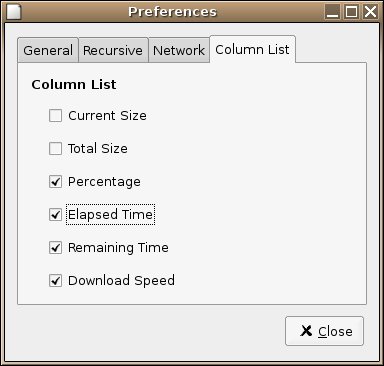 Preferences
General Recursive Network Column List
Column List
Current Size
Total Size
Percentage
Elapsed Time
Remaining Time
Download Speed
Close